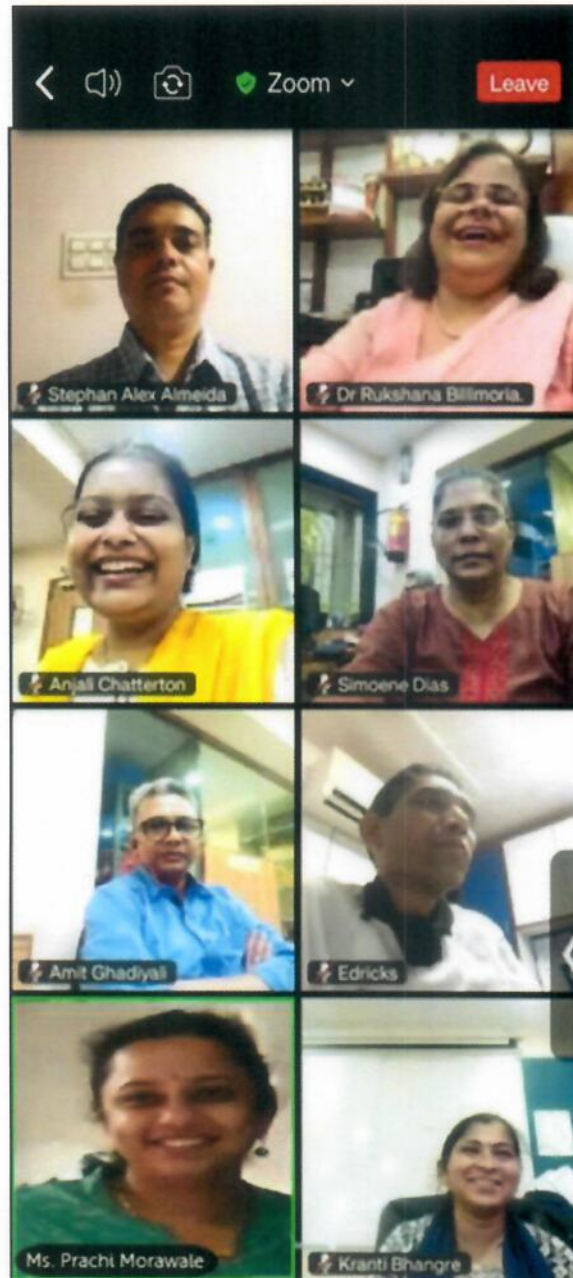 Zoom
Leave
Stephan Alex Almeida
Dr Rukshana Billimoria.
Anjali Chatterton
Simoene Dias
Amit Ghadiyali
Edricks
Ms. Prachi Morawale
Kranti Bhangre